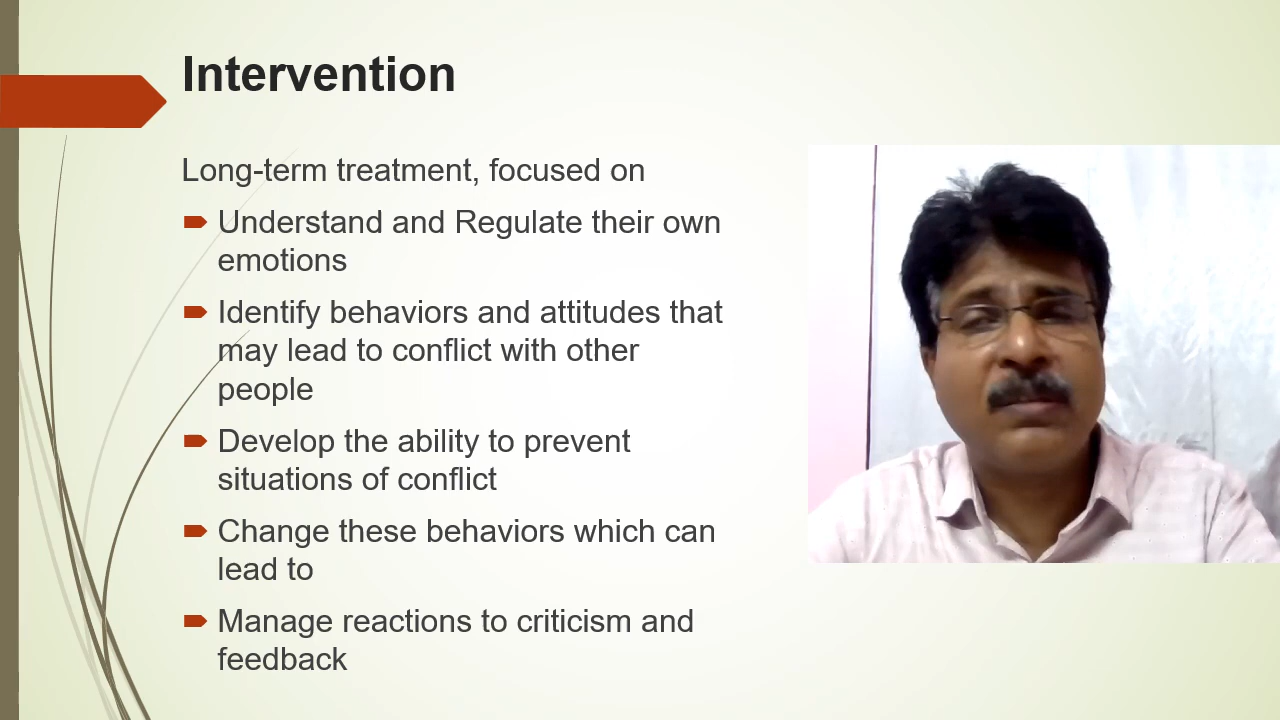 Intervention
Long-term treatment, focused on
Understand and Regulate their own
emotions
Identify behaviors and attitudes that
may lead to conflict with other
people
Develop the ability to prevent
situations of conflict
Change these behaviors which can
lead to
Manage reactions to criticism and
feedback